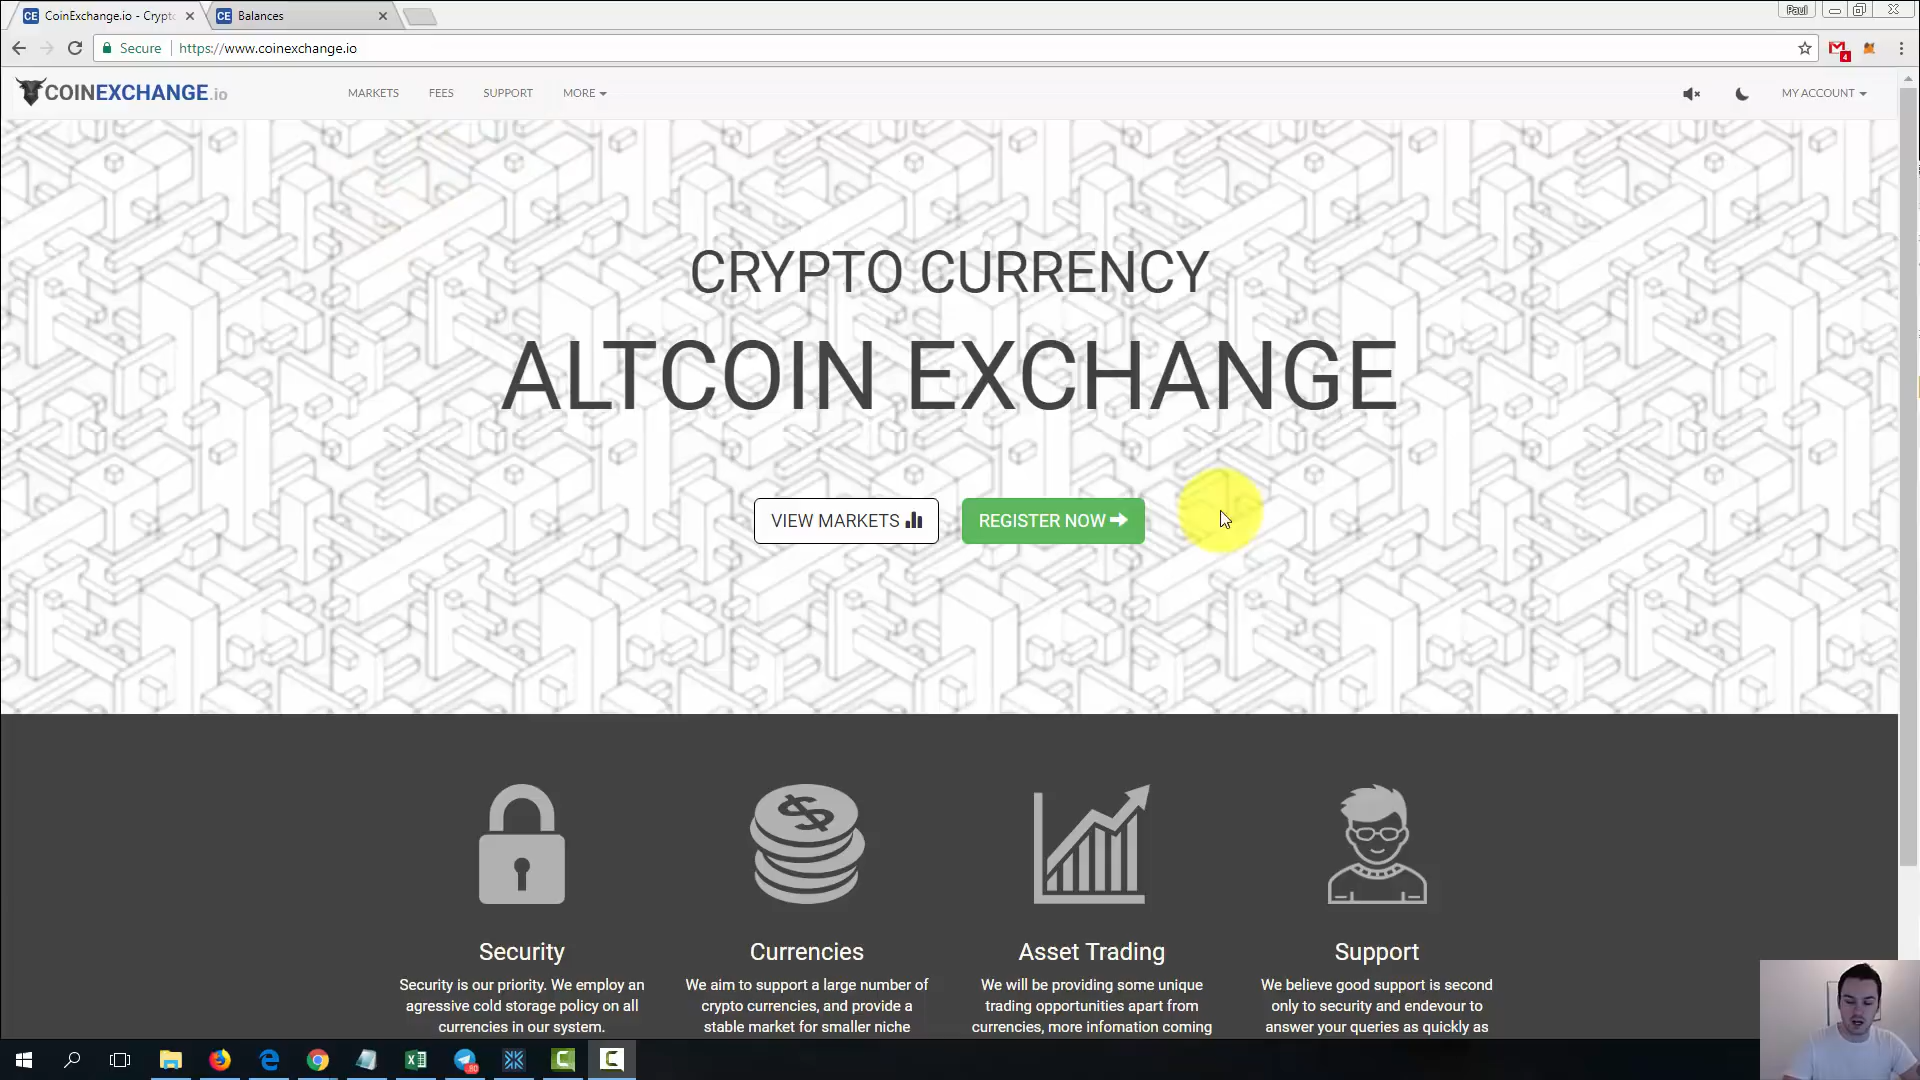 CoinExchange.io - Crypto
Balances
Paul
Secure
https://www.coinexchange.io
4
COINEXCHANGE.io
MARKETS
FEES
SUPPORT
MORE
MY ACCOUNT
CRYPTO CURRENCY
ALTCOIN EXCHANGE
VIEW MARKETS
REGISTER NOW
Security
Security is our priority. We employ an
agressive cold storage policy on all
currencies in our system.
Currencies
We aim to support a large number of
crypto currencies, and provide a
stable market for smaller niche
Asset Trading
We will be providing some unique
trading opportunities apart from
currencies, more infomation coming
Support
We believe good support is second
only to security and endevour to
answer your queries as quickly as
80